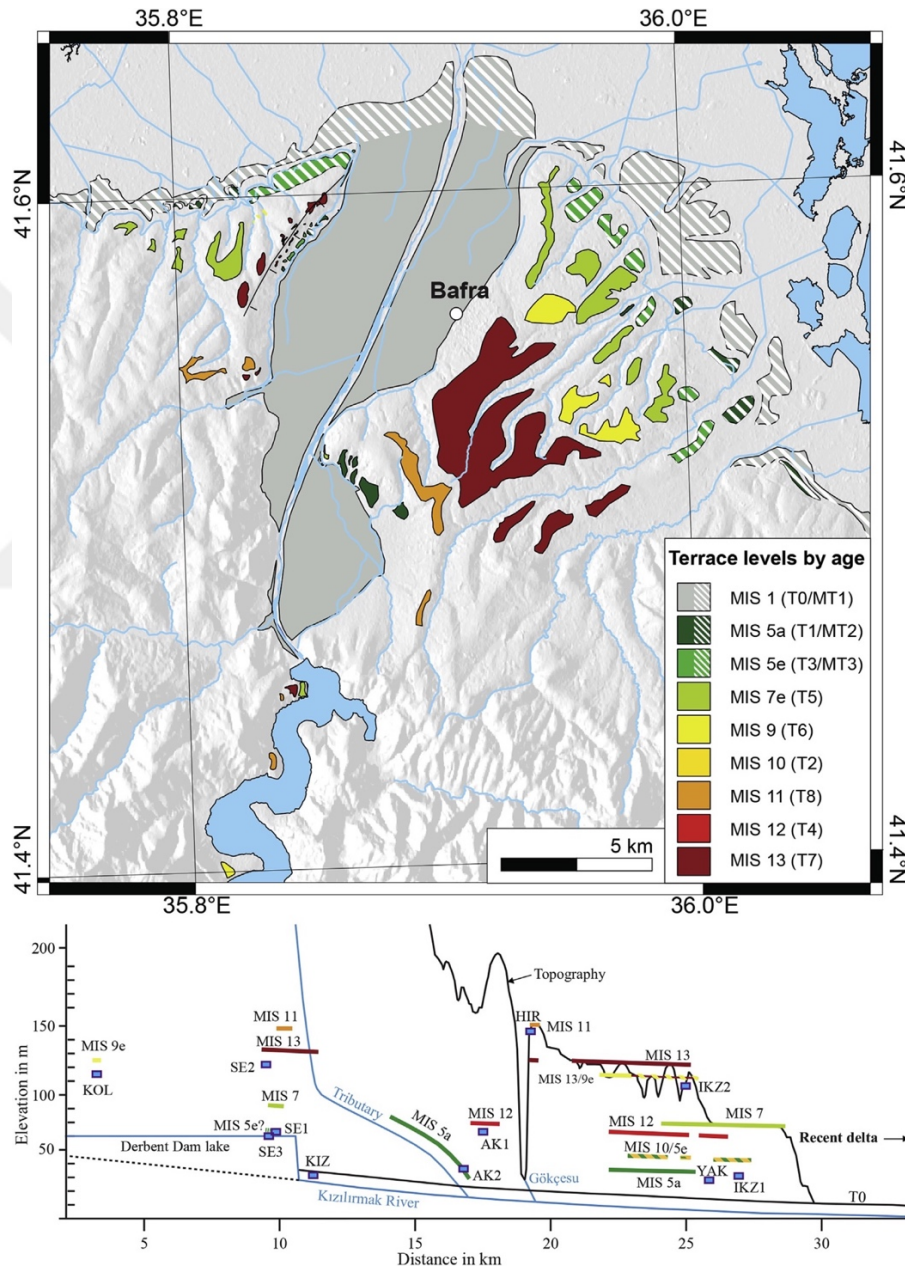 35.8°E 36.0°E
41.6°N 41.6°N
Bafra
Terrace levels by age
MIS 1 (T0/MT1)
MIS 5a (T1/MT2)
MIS 5e (T3/MT3)
MIS 7e (T5)
MIS 9 (T6)
MIS 10 (T2)
MIS 11 (T8)
MIS 12 (T4)
MIS 13 (T7)
5 km
41.4°N 41.4°N
35.8°E 36.0°E
200
Topography
150
MIS 11
HIR
MIS 11
MIS 13
MIS 9e
SE2
MIS 13
KOL
MIS 13/9e
IKZ2
100
Elevation in m
MIS 7
Tributary
MIS 5a
MIS 12
MIS 12
MIS 7
Recent delta
MIS 5e?
SE1
AK1
MIS 10/5e
50
SE3
Derbent Dam lake
KIZ
AK2
Gökçesu
MIS 5a
YAK
IKZ1
Kızılırmak River
T0
5 10 15 20 25 30
Distance in km